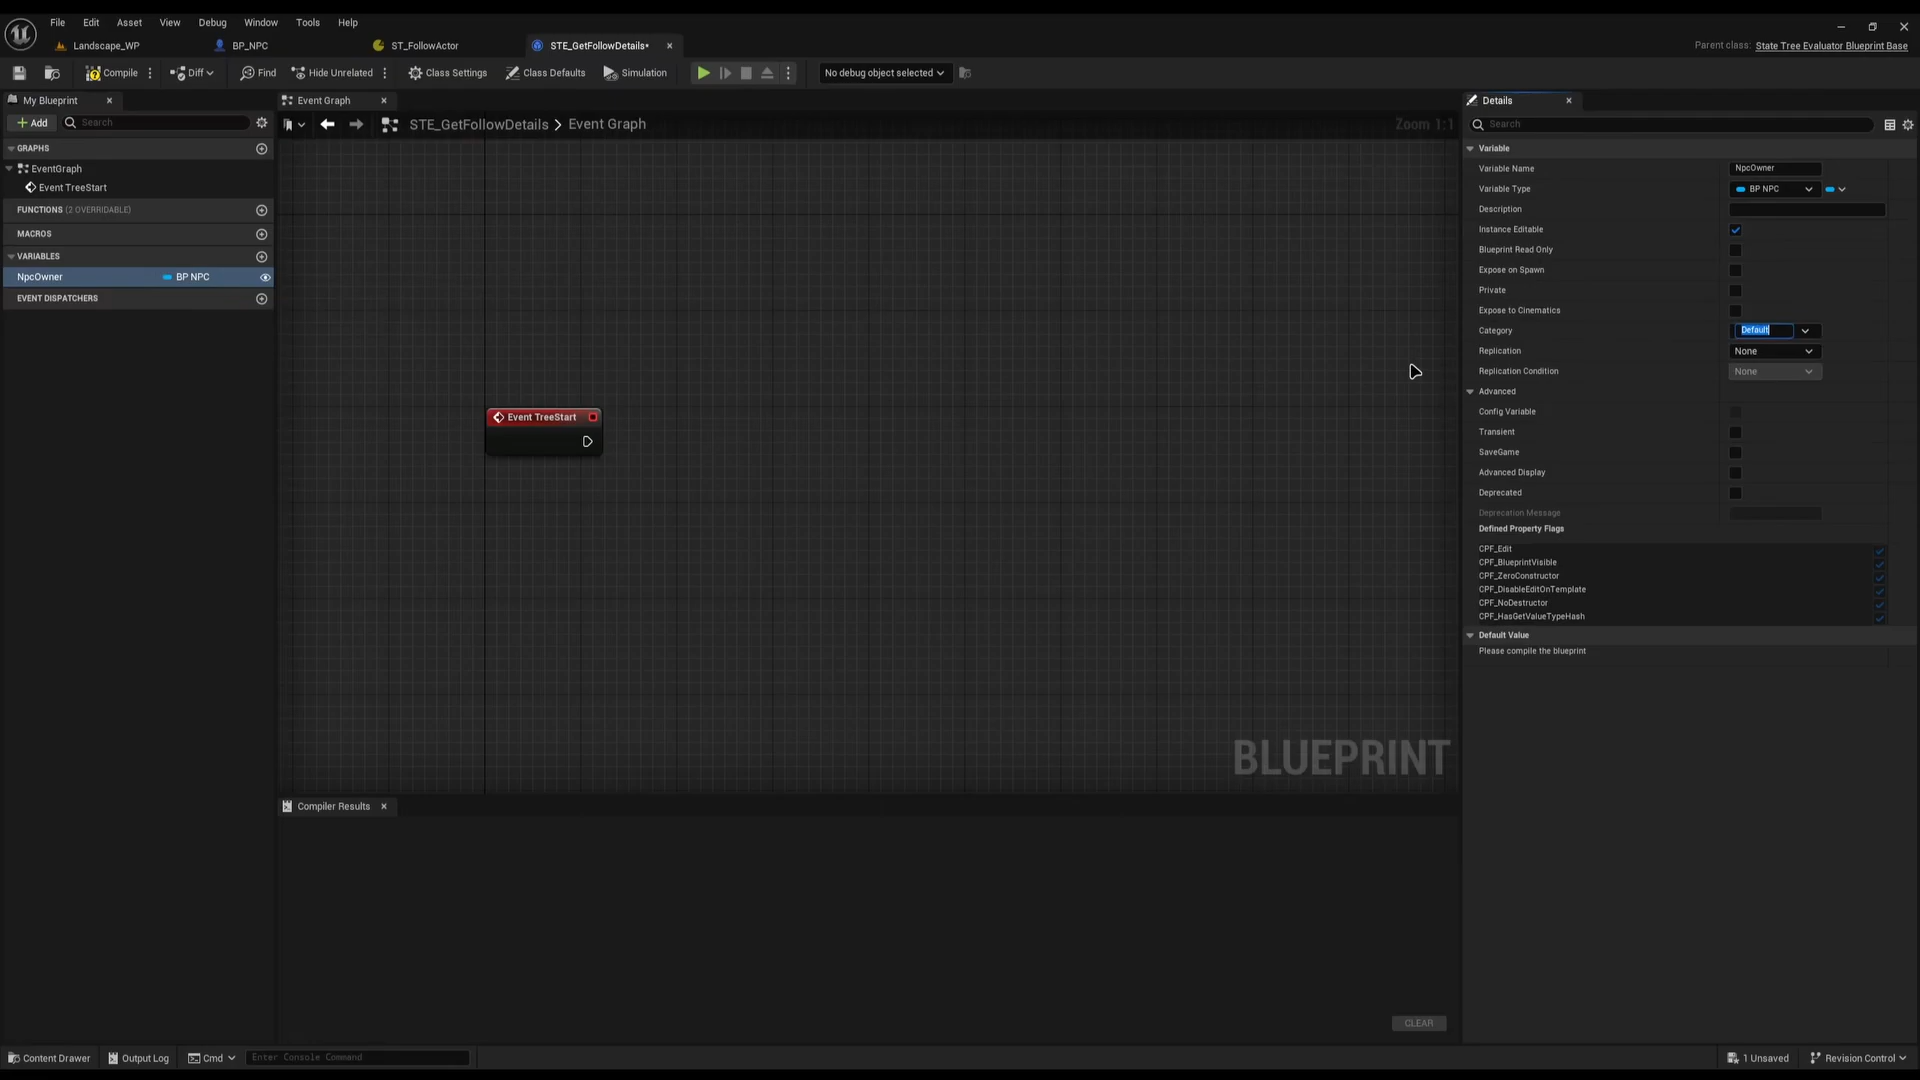 File Edit Asset View Debug Window Tools Help
Landscape_WP BP_NPC ST_FollowActor STE_GetFollowDetails* Parent class: State Tree Evaluator Blueprint Base
Compile Diff Find Hide Unrelated Class Settings Class Defaults Simulation No debug object selected
My Blueprint Event Graph Details
Add Search STE_GetFollowDetails > Event Graph Zoom 1:1 Search
GRAPHS
EventGraph
Event TreeStart
FUNCTIONS (2 OVERRIDABLE)
MACROS
VARIABLES
NpcOwner BP NPC
EVENT DISPATCHERS
Event TreeStart
BLUEPRINT
Compiler Results
CLEAR
Variable
Variable Name NpcOwner
Variable Type BP NPC
Description
Instance Editable
Blueprint Read Only
Expose on Spawn
Private
Expose to Cinematics
Category Default
Replication None
Replication Condition None
Advanced
Config Variable
Transient
SaveGame
Advanced Display
Deprecated
Deprecation Message
Defined Property Flags
CPF_Edit
CPF_BlueprintVisible
CPF_ZeroConstructor
CPF_DisableEditOnTemplate
CPF_NoDestructor
CPF_HasGetValueTypeHash
Default Value
Please compile the blueprint
Content Drawer Output Log Cmd Enter Console Command 1 Unsaved Revision Control